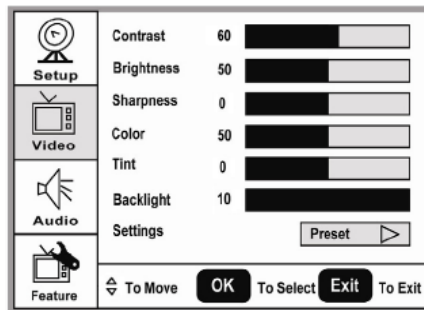 Setup
Video
Audio
Feature
Contrast 60
Brightness 50
Sharpness 0
Color 50
Tint 0
Backlight 10
Settings Preset
To Move OK To Select Exit To Exit